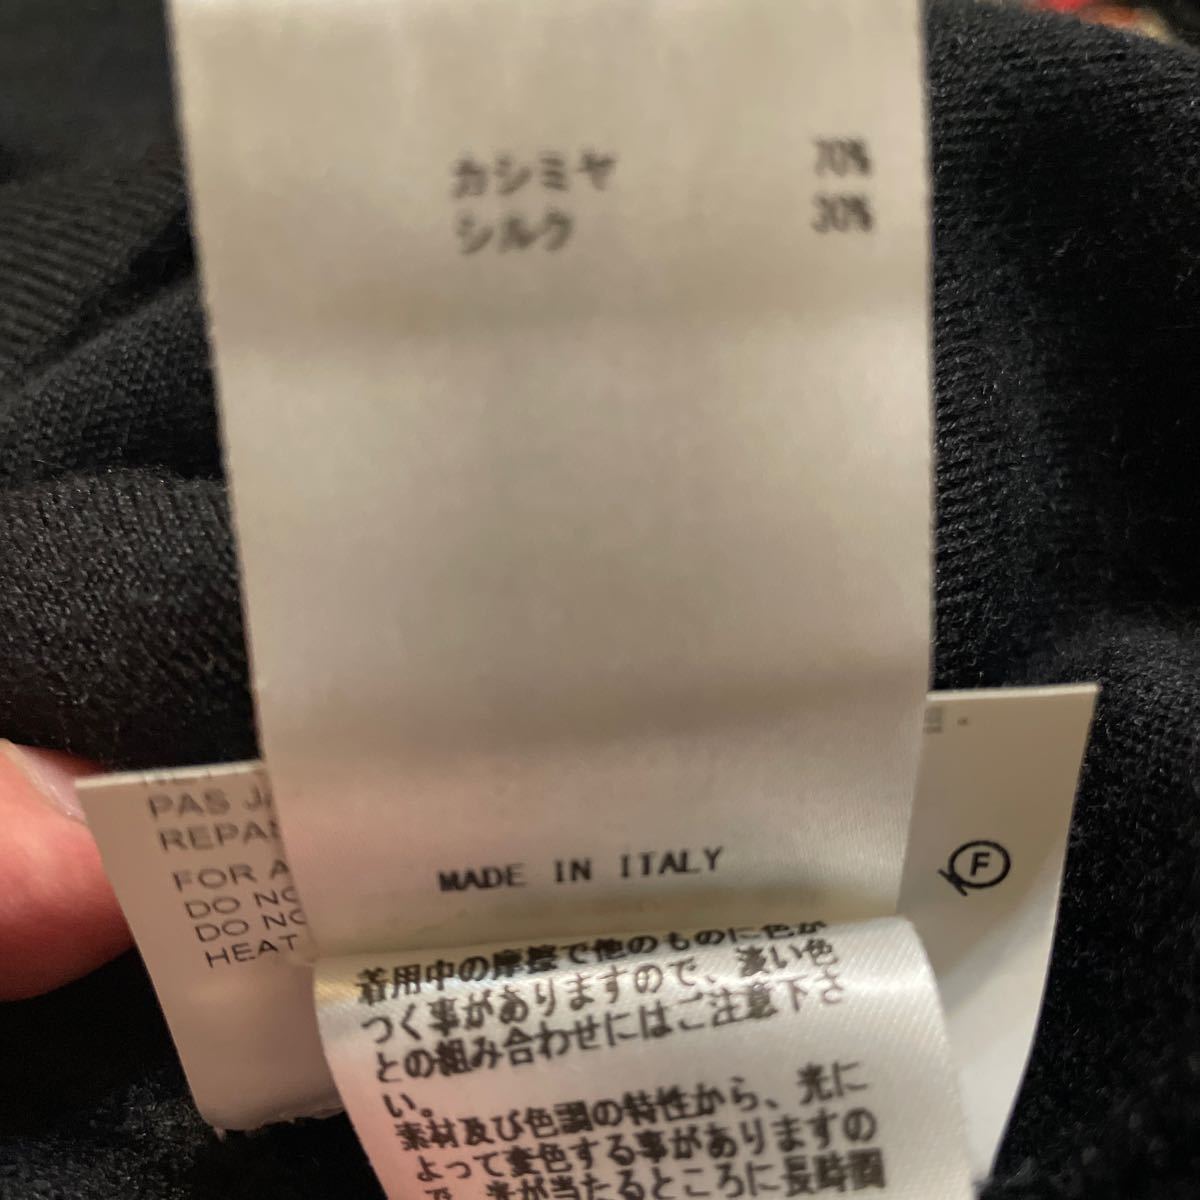 カシミヤ 70%
シルク 30%
MADE IN ITALY
PAS
REPAS
FOR A
DO NO
DO NO
HEAT
F
着用中の摩擦で他のものに色が
つく事がありますので、濃い色
との組み合わせにはご注意下さ
い。
素材及び色調の特性から、光に
よって変色する事がありますの
で、光が当たるところに長時間